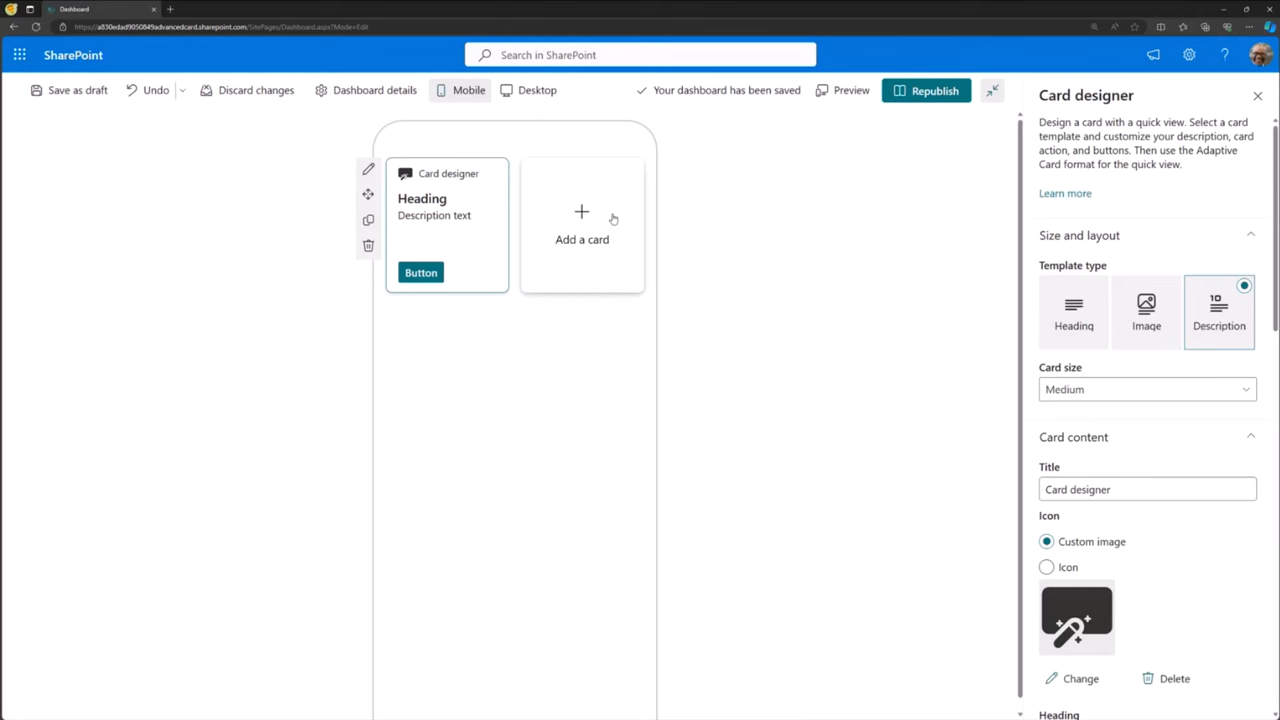 Dashboard
https://a830edad9050849advancedcard.sharepoint.com/SitePages/Dashboard.aspx?Mode=Edit
SharePoint
Search in SharePoint
Save as draft
Undo
Discard changes
Dashboard details
Mobile
Desktop
Your dashboard has been saved
Preview
Republish
Card designer
Heading
Description text
Button
Add a card
Card designer
Design a card with a quick view. Select a card
template and customize your description, card
action, and buttons. Then use the Adaptive
Card format for the quick view.
Learn more
Size and layout
Template type
Heading
Image
Description
Card size
Medium
Card content
Title
Card designer
Icon
Custom image
Icon
Change
Delete
Heading